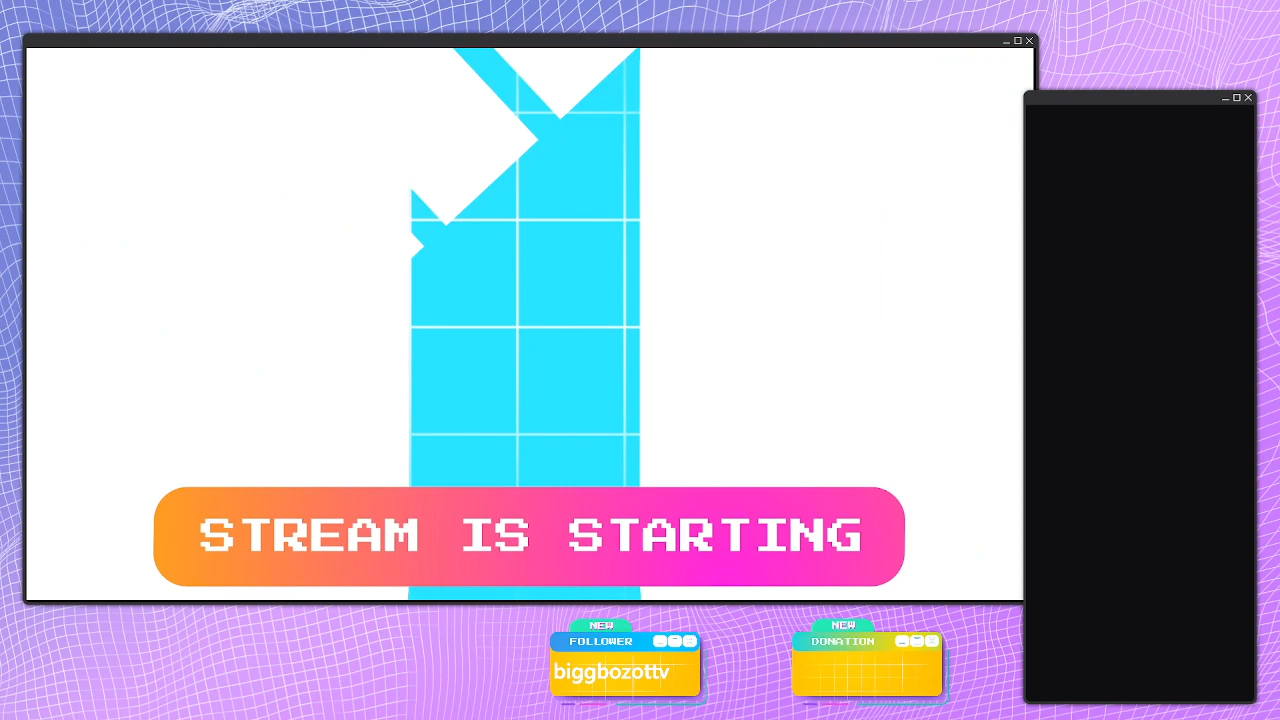 STREAM IS STARTING
NEW
FOLLOWER
biggbozottv
NEW
DONATION